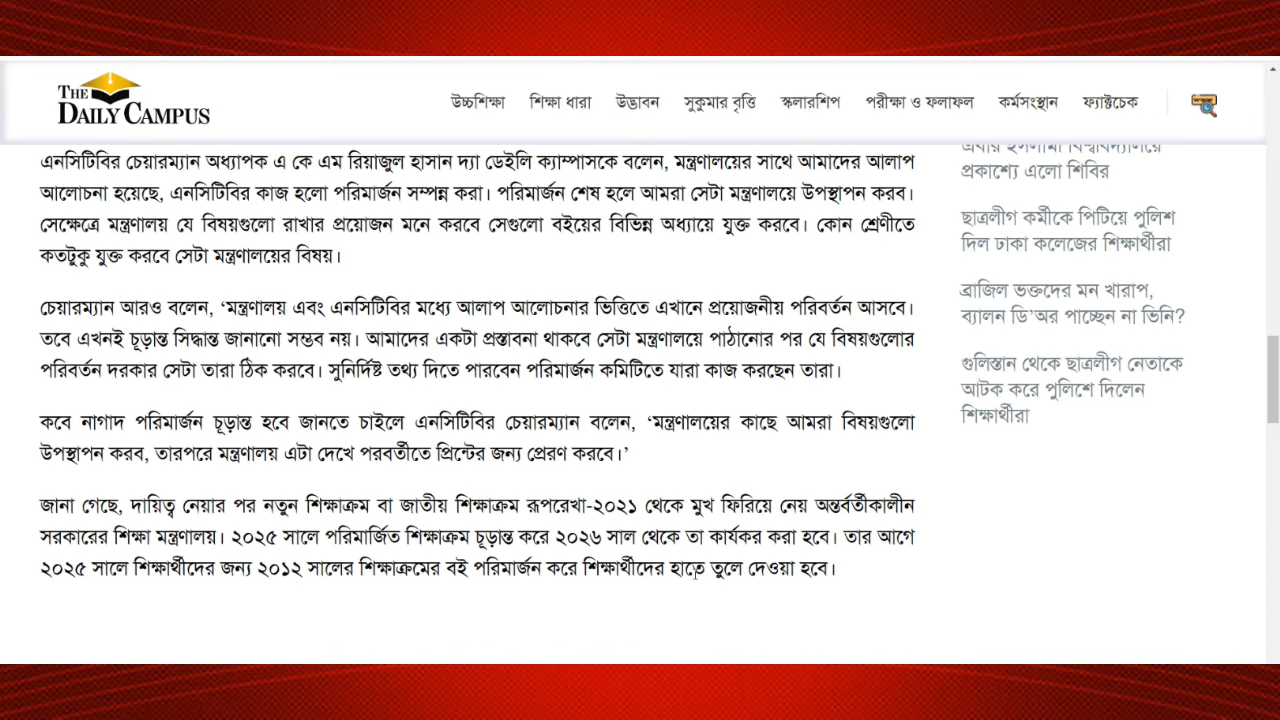 THE
DAILY CAMPUS
উচ্চশিক্ষা শিক্ষা ধারা উদ্ভাবন সুকুমার বৃত্তি স্কলারশিপ পরীক্ষা ও ফলাফল কর্মসংস্থান ফ্যাক্টচেক
এনসিটিবির চেয়ারম্যান অধ্যাপক এ কে এম রিয়াজুল হাসান দ্যা ডেইলি ক্যাম্পাসকে বলেন, মন্ত্রণালয়ের সাথে আমাদের আলাপ
আলোচনা হয়েছে, এনসিটিবির কাজ হলো পরিমার্জন সম্পন্ন করা। পরিমার্জন শেষ হলে আমরা সেটা মন্ত্রণালয়ে উপস্থাপন করব।
সেক্ষেত্রে মন্ত্রণালয় যে বিষয়গুলো রাখার প্রয়োজন মনে করবে সেগুলো বইয়ের বিভিন্ন অধ্যায়ে যুক্ত করবে। কোন শ্রেণীতে
কতটুকু যুক্ত করবে সেটা মন্ত্রণালয়ের বিষয়।
চেয়ারম্যান আরও বলেন, ‘মন্ত্রণালয় এবং এনসিটিবির মধ্যে আলাপ আলোচনার ভিত্তিতে এখানে প্রয়োজনীয় পরিবর্তন আসবে।
তবে এখনই চূড়ান্ত সিদ্ধান্ত জানানো সম্ভব নয়। আমাদের একটা প্রস্তাবনা থাকবে সেটা মন্ত্রণালয়ে পাঠানোর পর যে বিষয়গুলোর
পরিবর্তন দরকার সেটা তারা ঠিক করবে। সুনির্দিষ্ট তথ্য দিতে পারবেন পরিমার্জন কমিটিতে যারা কাজ করছেন তারা।
কবে নাগাদ পরিমার্জন চূড়ান্ত হবে জানতে চাইলে এনসিটিবির চেয়ারম্যান বলেন, ‘মন্ত্রণালয়ের কাছে আমরা বিষয়গুলো
উপস্থাপন করব, তারপরে মন্ত্রণালয় এটা দেখে পরবর্তীতে প্রিন্টের জন্য প্রেরণ করবে।’
জানা গেছে, দায়িত্ব নেয়ার পর নতুন শিক্ষাক্রম বা জাতীয় শিক্ষাক্রম রূপরেখা-২০২১ থেকে মুখ ফিরিয়ে নেয় অন্তর্বর্তীকালীন
সরকারের শিক্ষা মন্ত্রণালয়। ২০২৫ সালে পরিমার্জিত শিক্ষাক্রম চূড়ান্ত করে ২০২৬ সাল থেকে তা কার্যকর করা হবে। তার আগে
২০২৫ সালে শিক্ষার্থীদের জন্য ২০১২ সালের শিক্ষাক্রমের বই পরিমার্জন করে শিক্ষার্থীদের হাতে তুলে দেওয়া হবে।
এবার ইসলামী বিশ্ববিদ্যালয়ে
প্রকাশ্যে এলো শিবির
ছাত্রলীগ কর্মীকে পিটিয়ে পুলিশ
দিল ঢাকা কলেজের শিক্ষার্থীরা
ব্রাজিল ভক্তদের মন খারাপ,
ব্যালন ডি’অর পাচ্ছেন না ভিনি?
গুলিস্তান থেকে ছাত্রলীগ নেতাকে
আটক করে পুলিশে দিলেন
শিক্ষার্থীরা